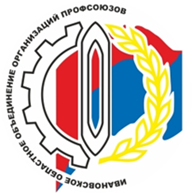 ИВАНОВСКОЕ ОБЛАСТНОЕ ОБЪЕДИНЕНИЕ ОРГАНИЗАЦИЙ ПРОФСОЮЗОВ